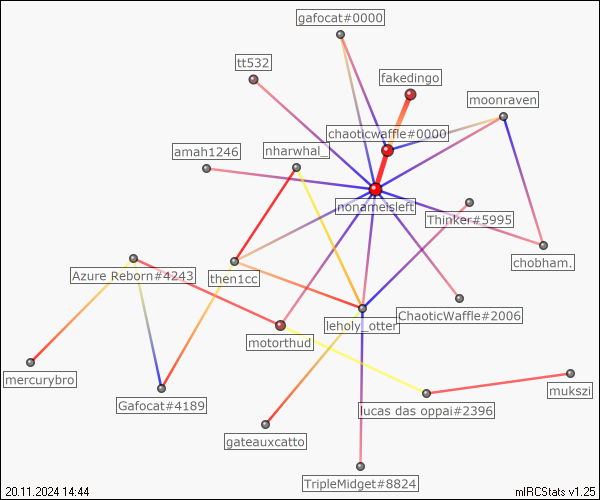 gafocat#0000
tt532
fakedingo
moonraven
chaoticwaffle#0000
amah1246
nharwhal_
nonameisleft
Thinker#5995
chobham.
Azure Reborn#4243
then1cc
ChaoticWaffle#2006
leholy_otter
motorthud
mercurybro
Gafocat#4189
lucas das oppai#2396
mukszi
gateauxcatto
TripleMidget#8824
20.11.2024 14:44
mIRCStats v1.25